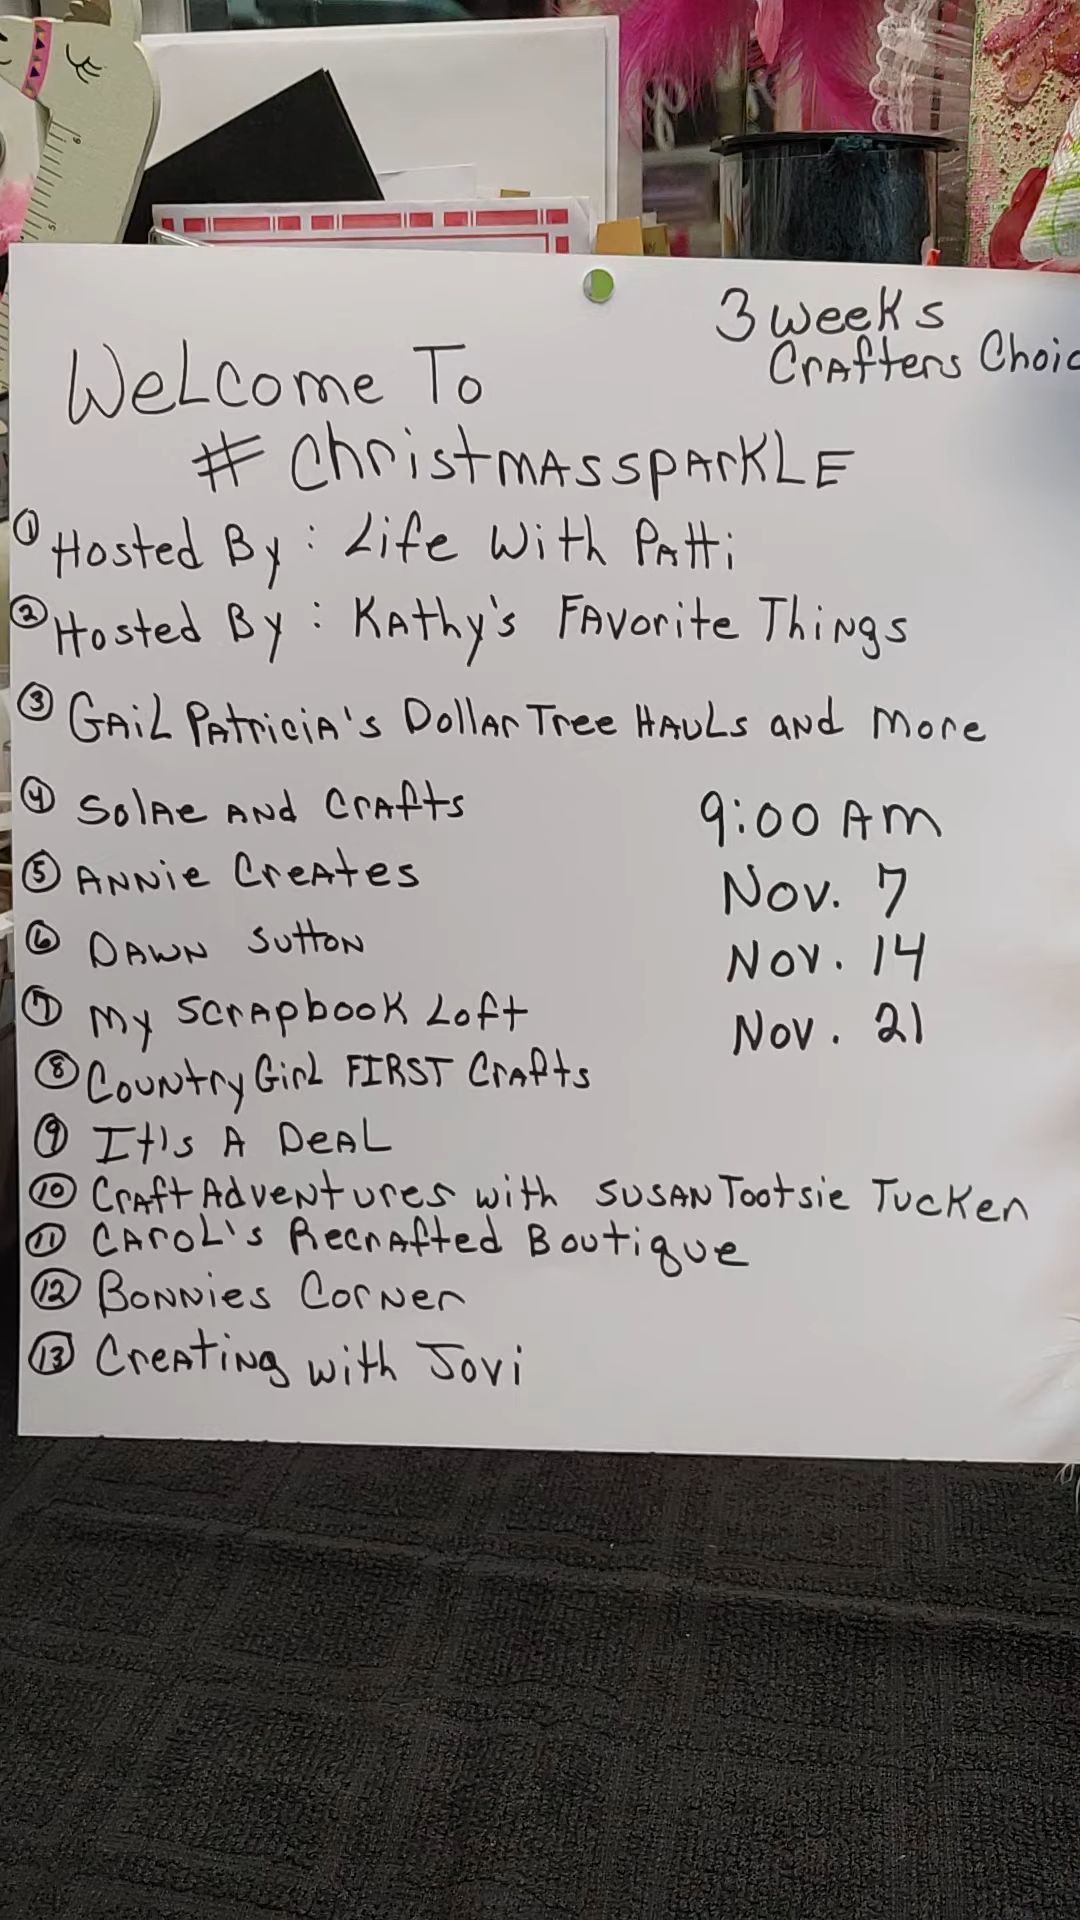 3 weeks
Crafters Choic
Welcome To
#ChristmasSparkle
① Hosted By: Life With Patti
② Hosted By: Kathy's Favorite Things
③ Gail Patricia's Dollar Tree Hauls and More
④ Solae and Crafts
⑤ Annie Creates
⑥ Dawn Sutton
⑦ My Scrapbook Loft
⑧ Country Girl FIRST Crafts
⑨ It's A Deal
⑩ Craft Adventures with Susan Tootsie Tucker
⑪ Carol's Recrafted Boutique
⑫ Bonnies Corner
⑬ Creating with Jovi
9:00 AM
Nov. 7
Nov. 14
Nov. 21